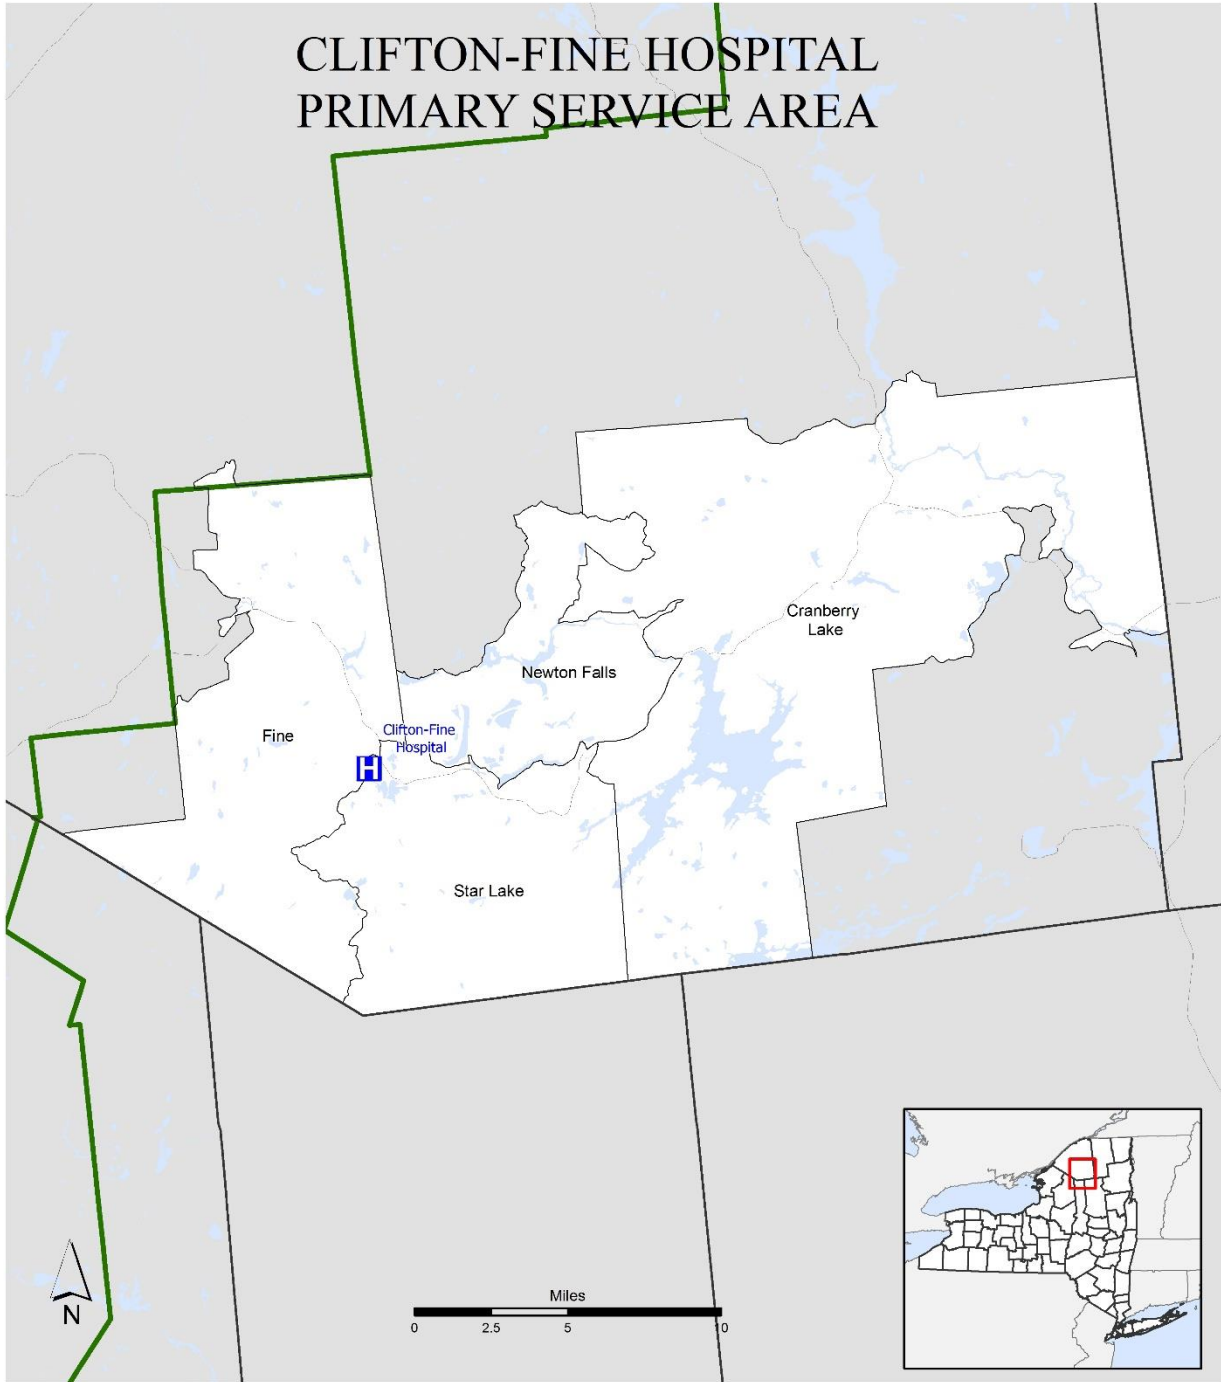 CLIFTON-FINE HOSPITAL
PRIMARY SERVICE AREA
Cranberry
Lake
Newton Falls
Fine
Clifton-Fine
Hospital
H
Star Lake
N
Miles
0 2.5 5 10